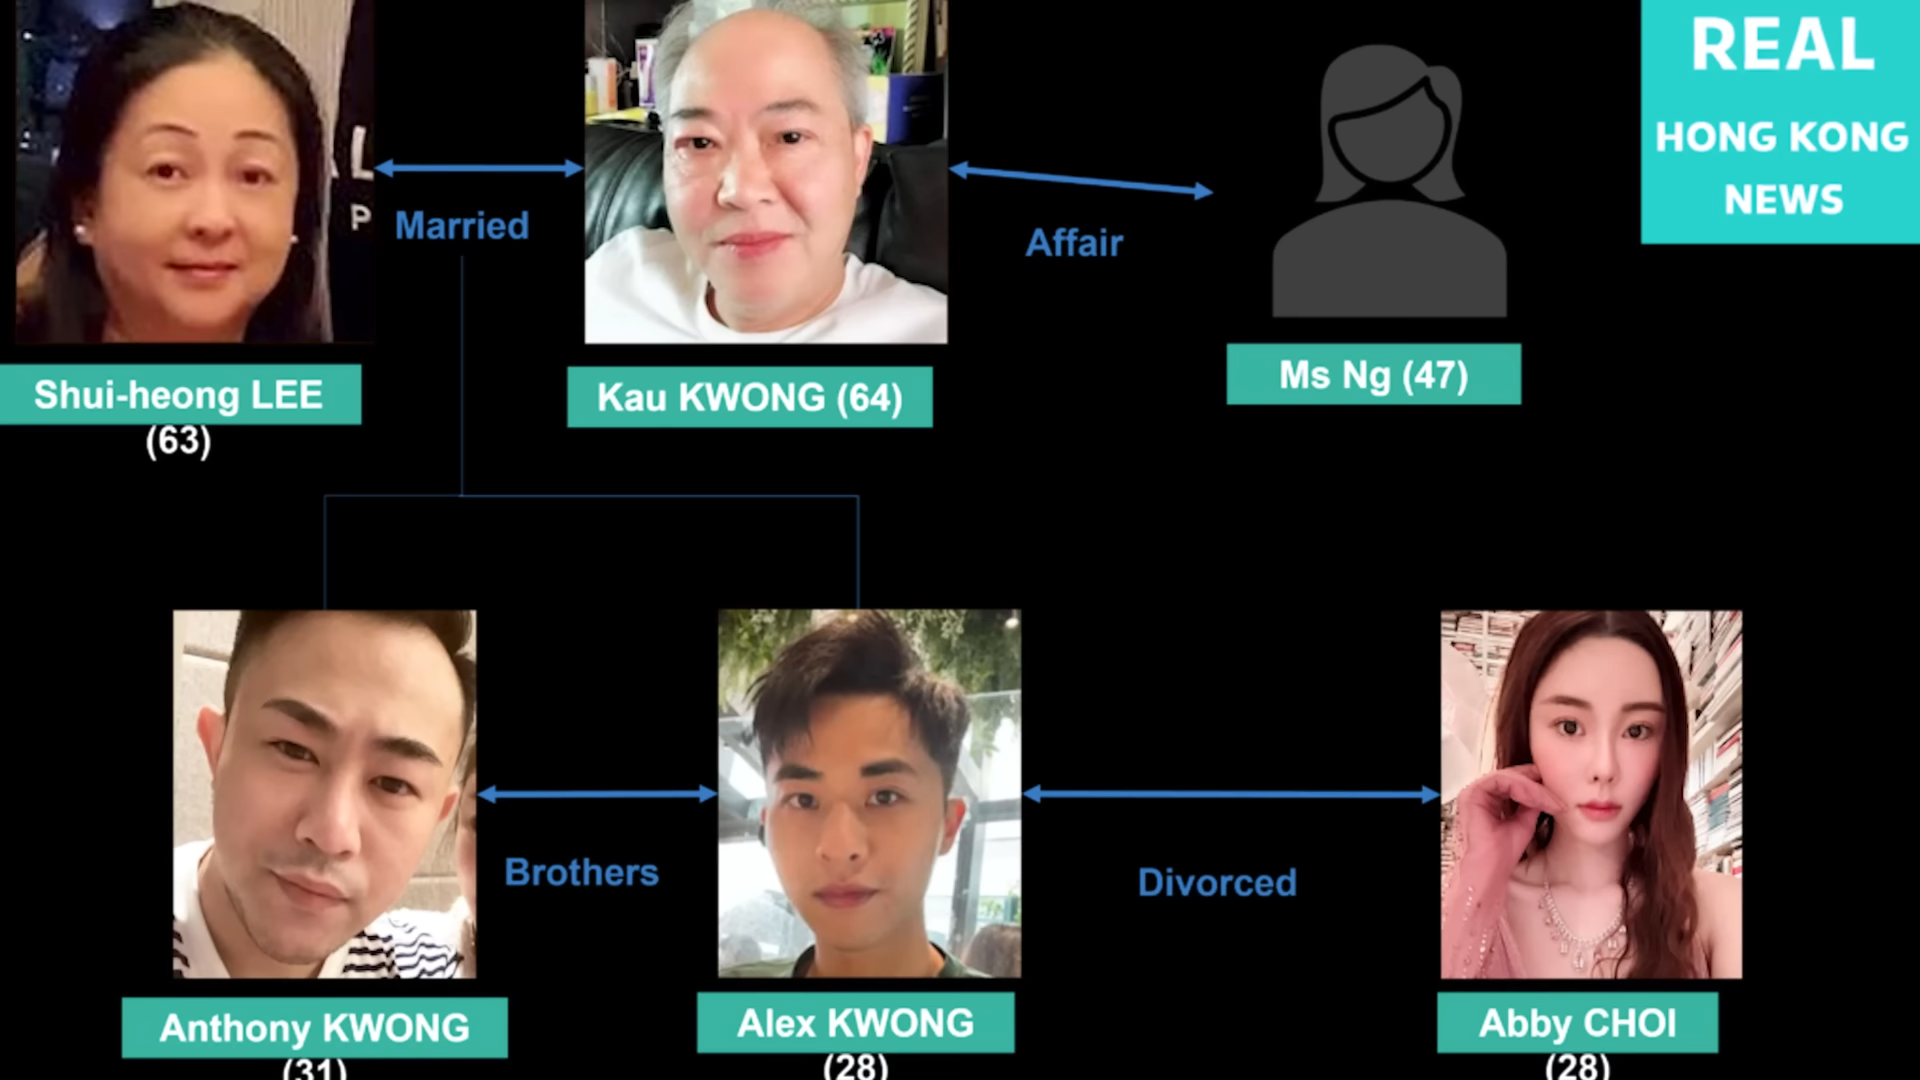 REAL
HONG KONG
NEWS
L
P
Married
Affair
Shui-heong LEE
(63)
Kau KWONG (64)
Ms Ng (47)
Brothers
Divorced
Anthony KWONG
(31)
Alex KWONG
(28)
Abby CHOI
(28)